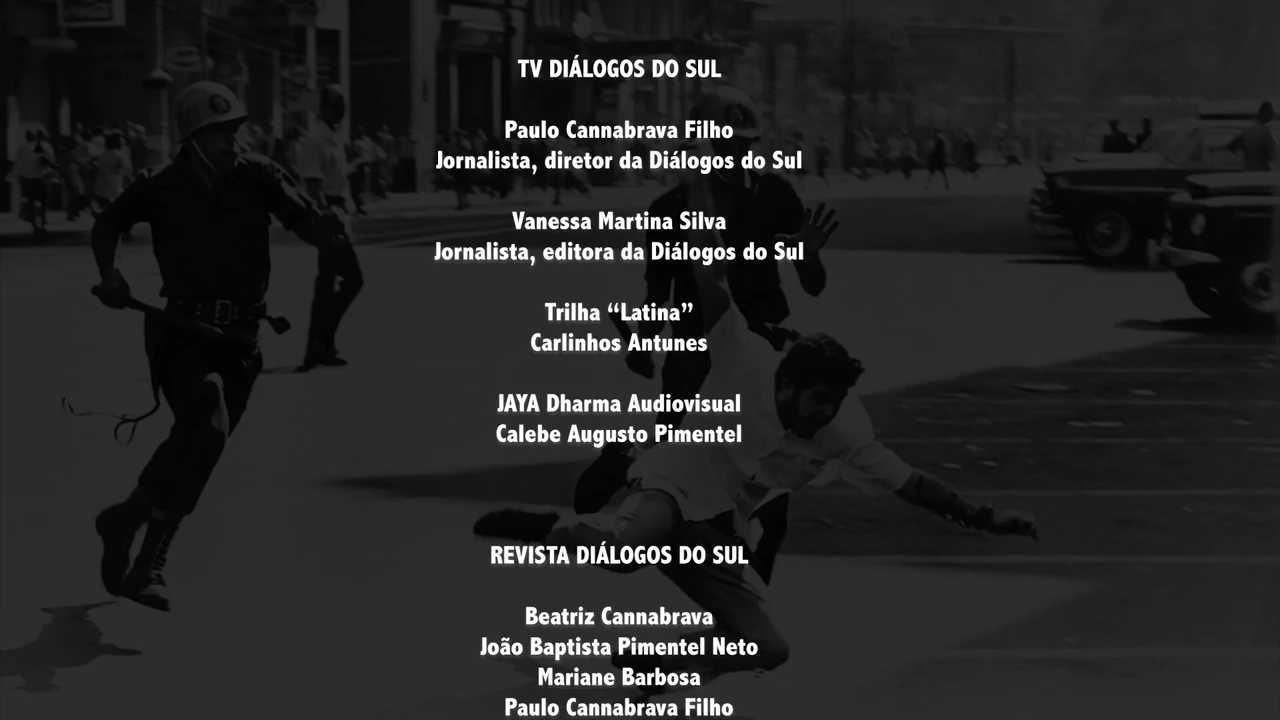 TV DIÁLOGOS DO SUL
Paulo Cannabrava Filho
Jornalista, diretor da Diálogos do Sul
Vanessa Martina Silva
Jornalista, editora da Diálogos do Sul
Trilha “Latina”
Carlinhos Antunes
JAYA Dharma Audiovisual
Calebe Augusto Pimentel
REVISTA DIÁLOGOS DO SUL
Beatriz Cannabrava
João Baptista Pimentel Neto
Mariane Barbosa
Paulo Cannabrava Filho